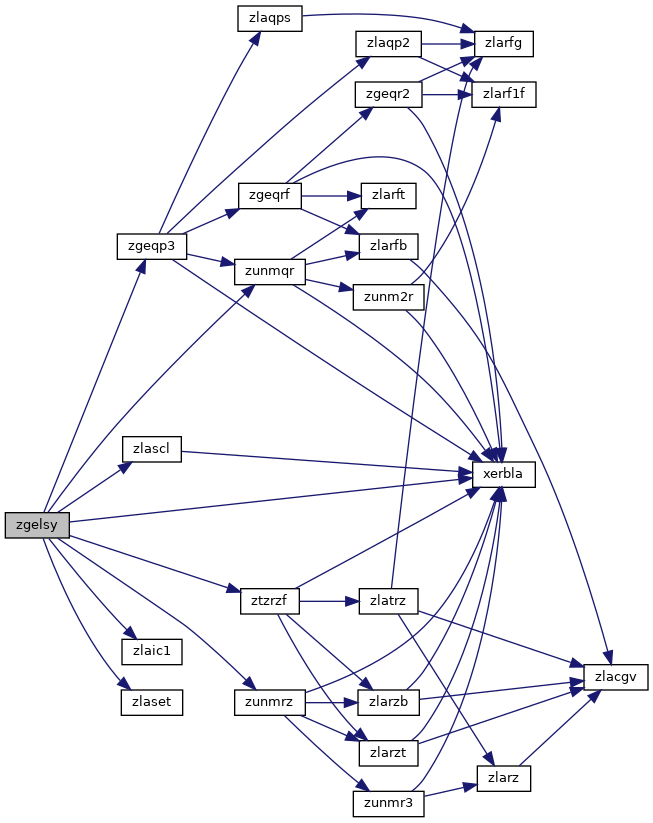 zlaqps
zlaqp2
zlarfg
zgeqr2
zlarf1f
zgeqrf
zlarft
zgeqp3
zlarfb
zunmqr
zunm2r
zlascl
xerbla
zgelsy
ztzrzf
zlatrz
zlaic1
zlacgv
zlaset
zunmrz
zlarzb
zlarzt
zlarz
zunmr3